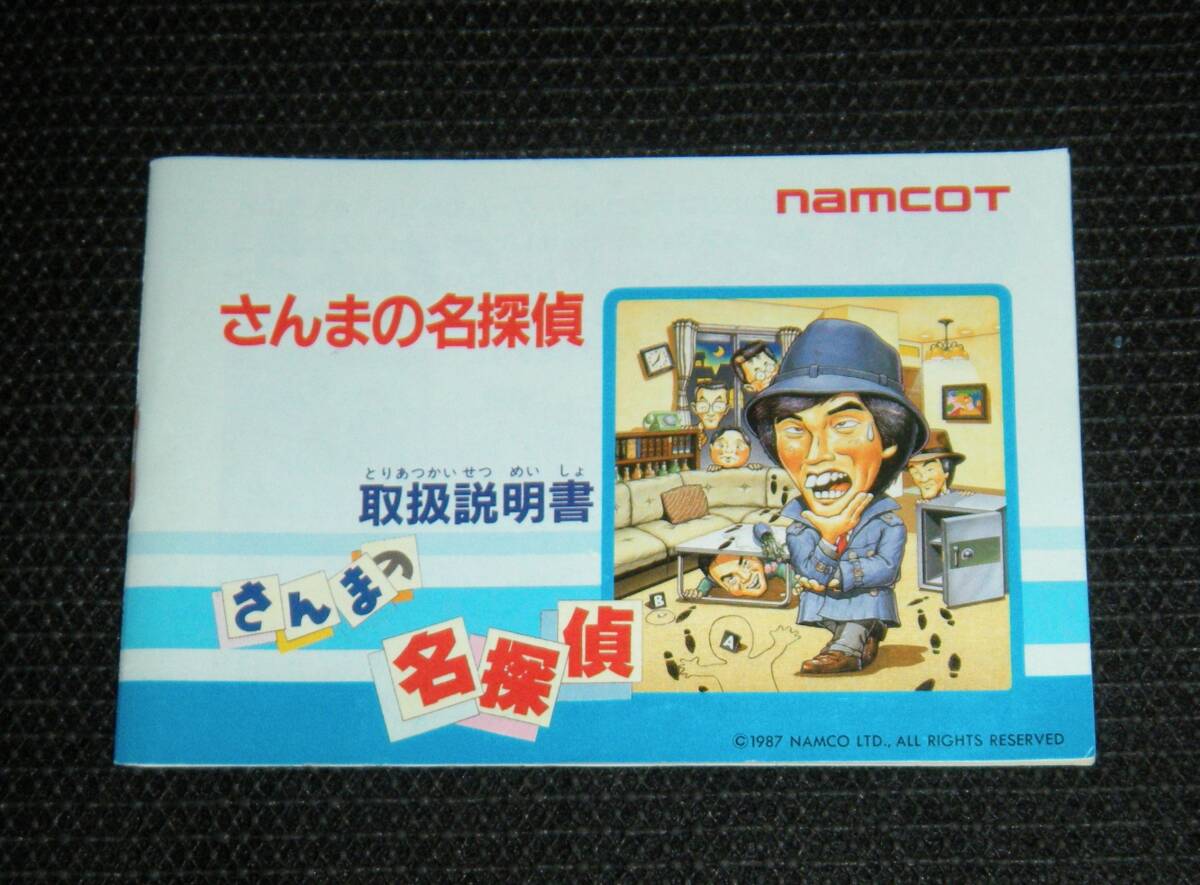 namcoT
さんまの名探偵
とりあつかいせつ めい しょ
取扱説明書
さんまの
名探偵
B
A
©1987 NAMCO LTD., ALL RIGHTS RESERVED